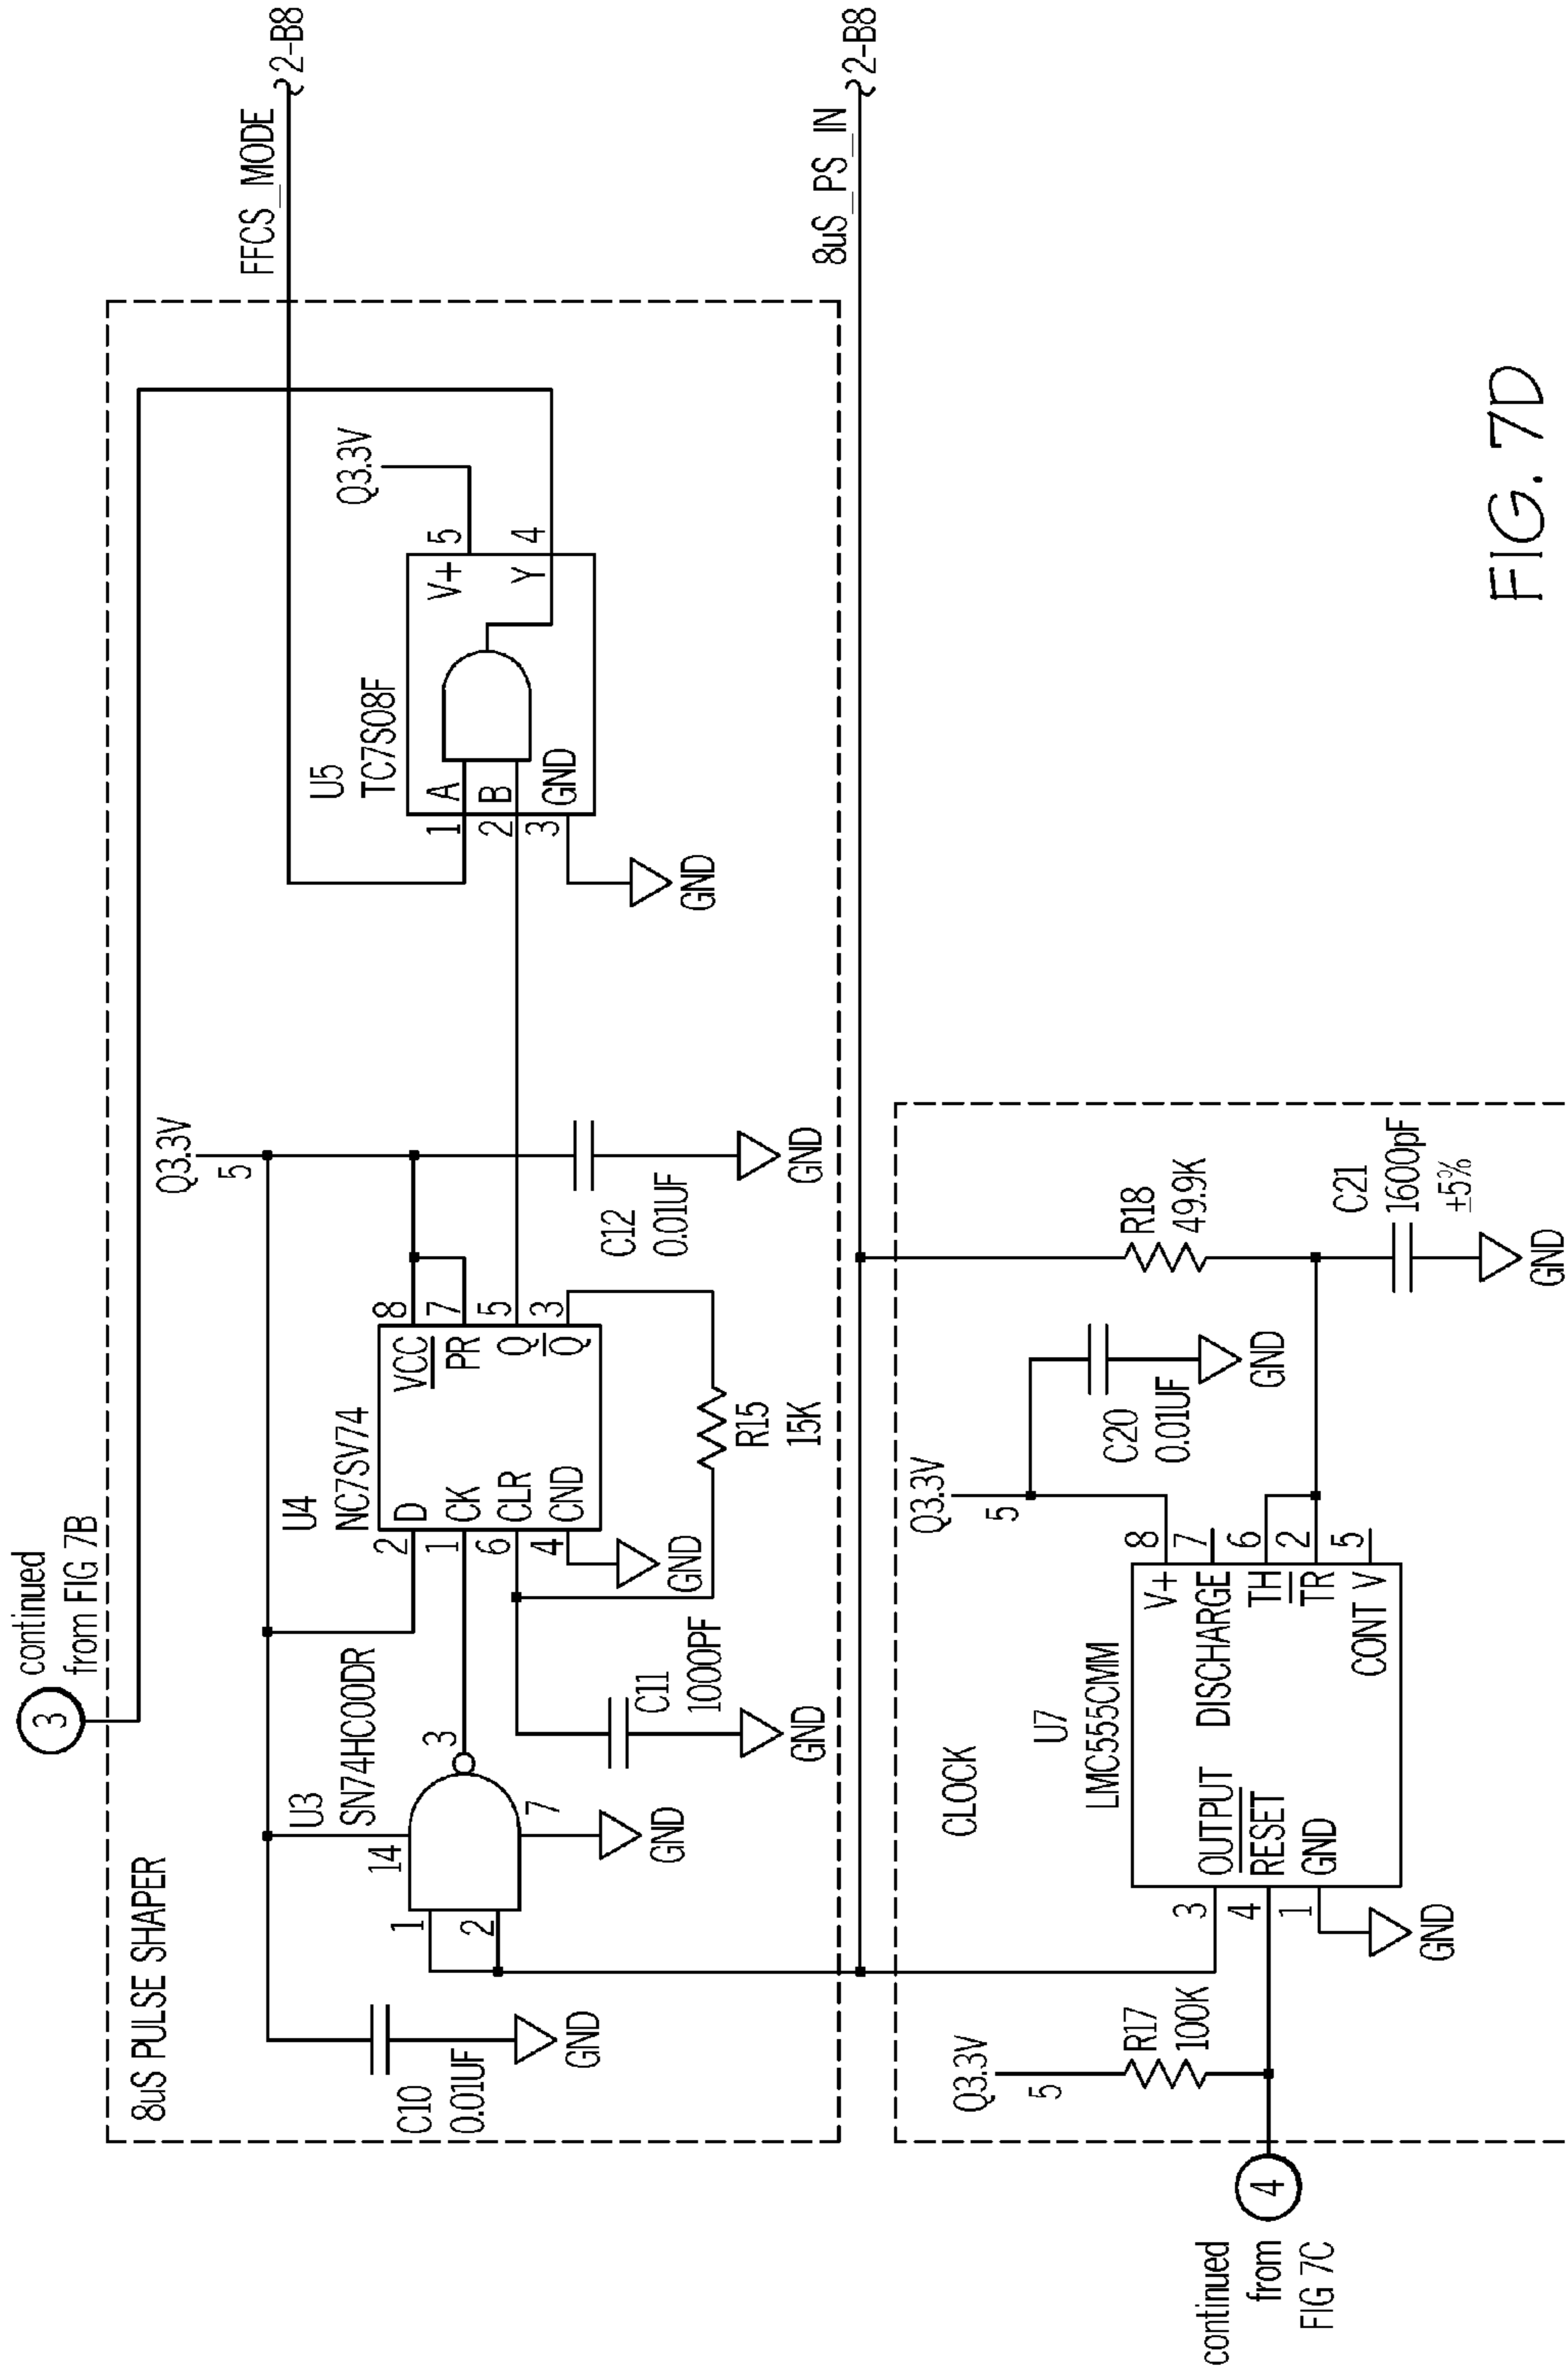 continued
from FIG 7B
3
8uS PULSE SHAPER
C10
0.01UF
GND
U3
SN74HC00DR
14
1
2
3
7
GND
C11
1000PF
GND
U4
NC7SV74
2
1
6
4
D
CK
CLR
CND
VCC
PR
Q
Q
8
7
5
3
GND
R15
15K
Q3.3V
5
C12
0.01UF
GND
U5
TC7S08F
1
2
3
A
B
GND
V+
Y
5
4
Q3.3V
GND
FFCS_MODE
2-B8
8uS_PS_IN
2-B8
continued
from
FIG 7C
4
Q3.3V
5
R17
100K
CLOCK
U7
LMC555CMM
3
4
1
OUTPUT
RESET
GND
V+
DISCHARGE
TH
TR
CONT V
8
7
6
2
5
GND
Q3.3V
5
C20
0.01UF
GND
R18
49.9K
C21
1600pF
±5%
GND
FIG. 7D